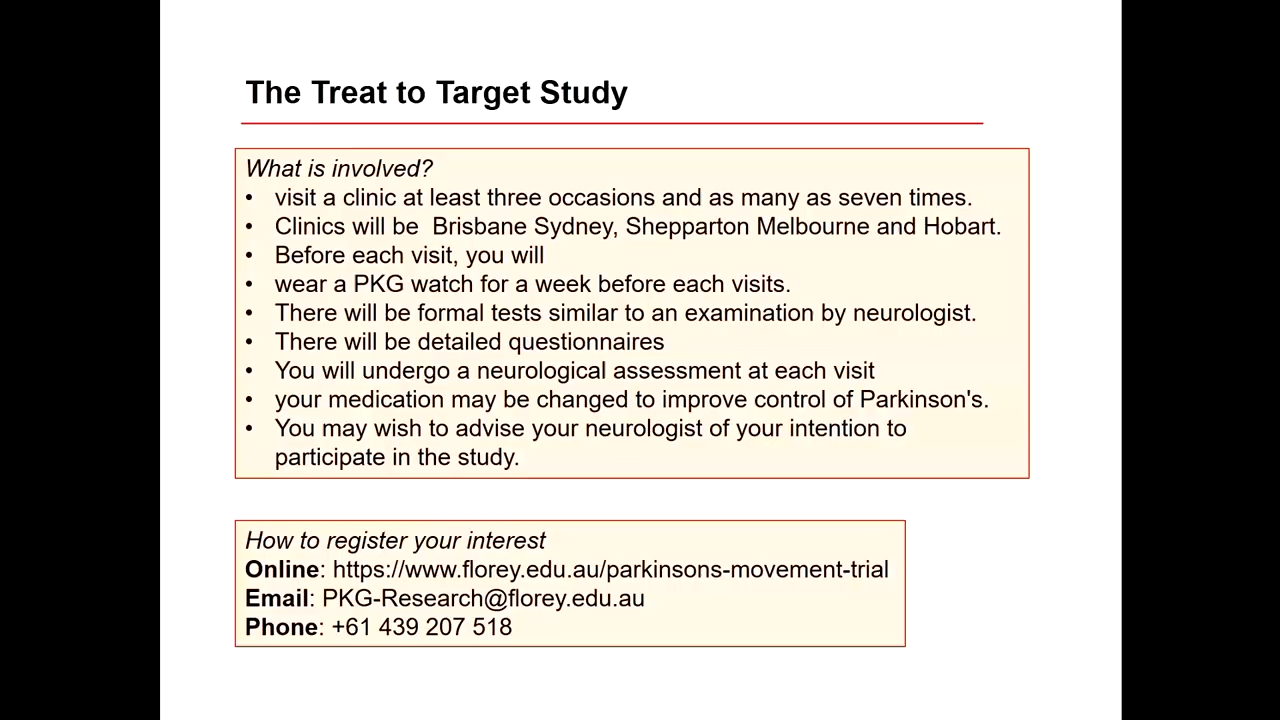 The Treat to Target Study
What is involved?
• visit a clinic at least three occasions and as many as seven times.
• Clinics will be  Brisbane Sydney, Shepparton Melbourne and Hobart.
• Before each visit, you will
• wear a PKG watch for a week before each visits.
• There will be formal tests similar to an examination by neurologist.
• There will be detailed questionnaires
• You will undergo a neurological assessment at each visit
• your medication may be changed to improve control of Parkinson's.
• You may wish to advise your neurologist of your intention to
participate in the study.
How to register your interest
Online: https://www.florey.edu.au/parkinsons-movement-trial
Email: PKG-Research@florey.edu.au
Phone: +61 439 207 518